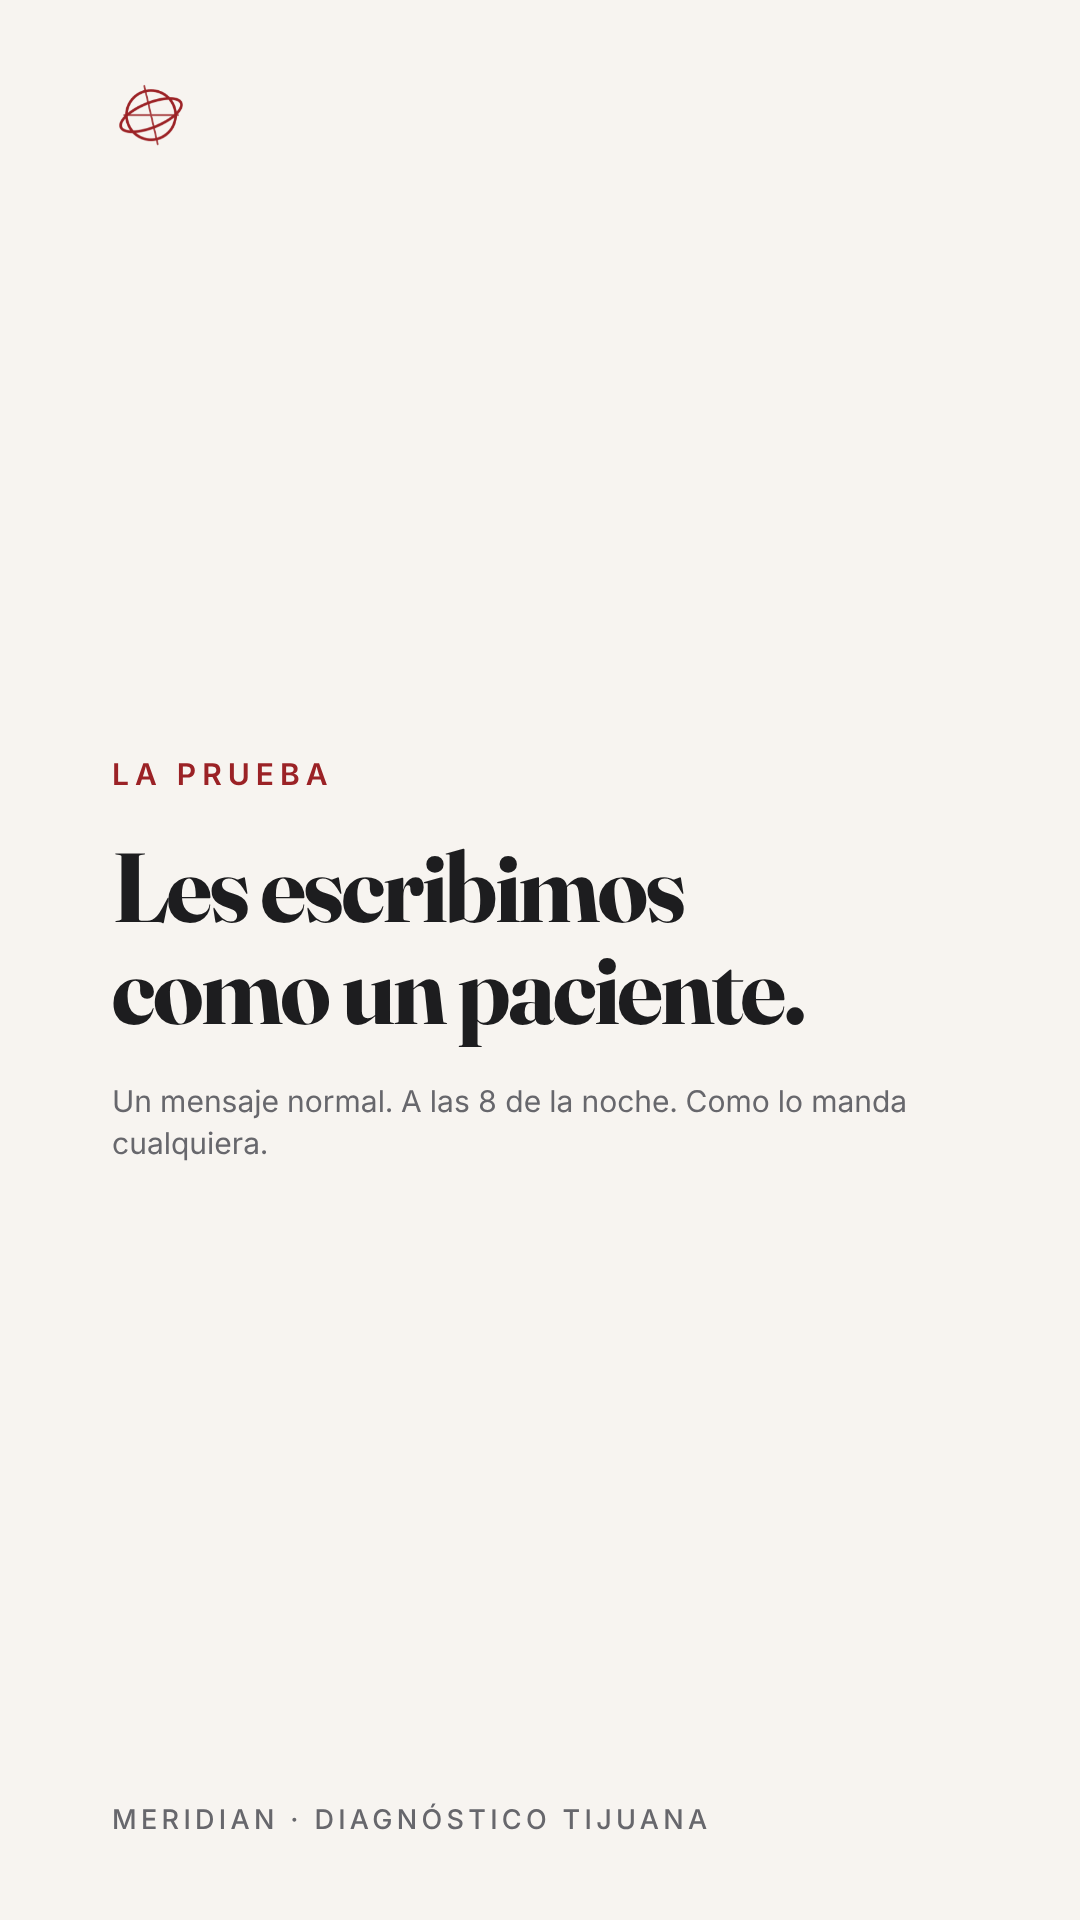 LA PRUEBA
Les escribimos
como un paciente.
Un mensaje normal. A las 8 de la noche. Como lo manda
cualquiera.
MERIDIAN · DIAGNÓSTICO TIJUANA